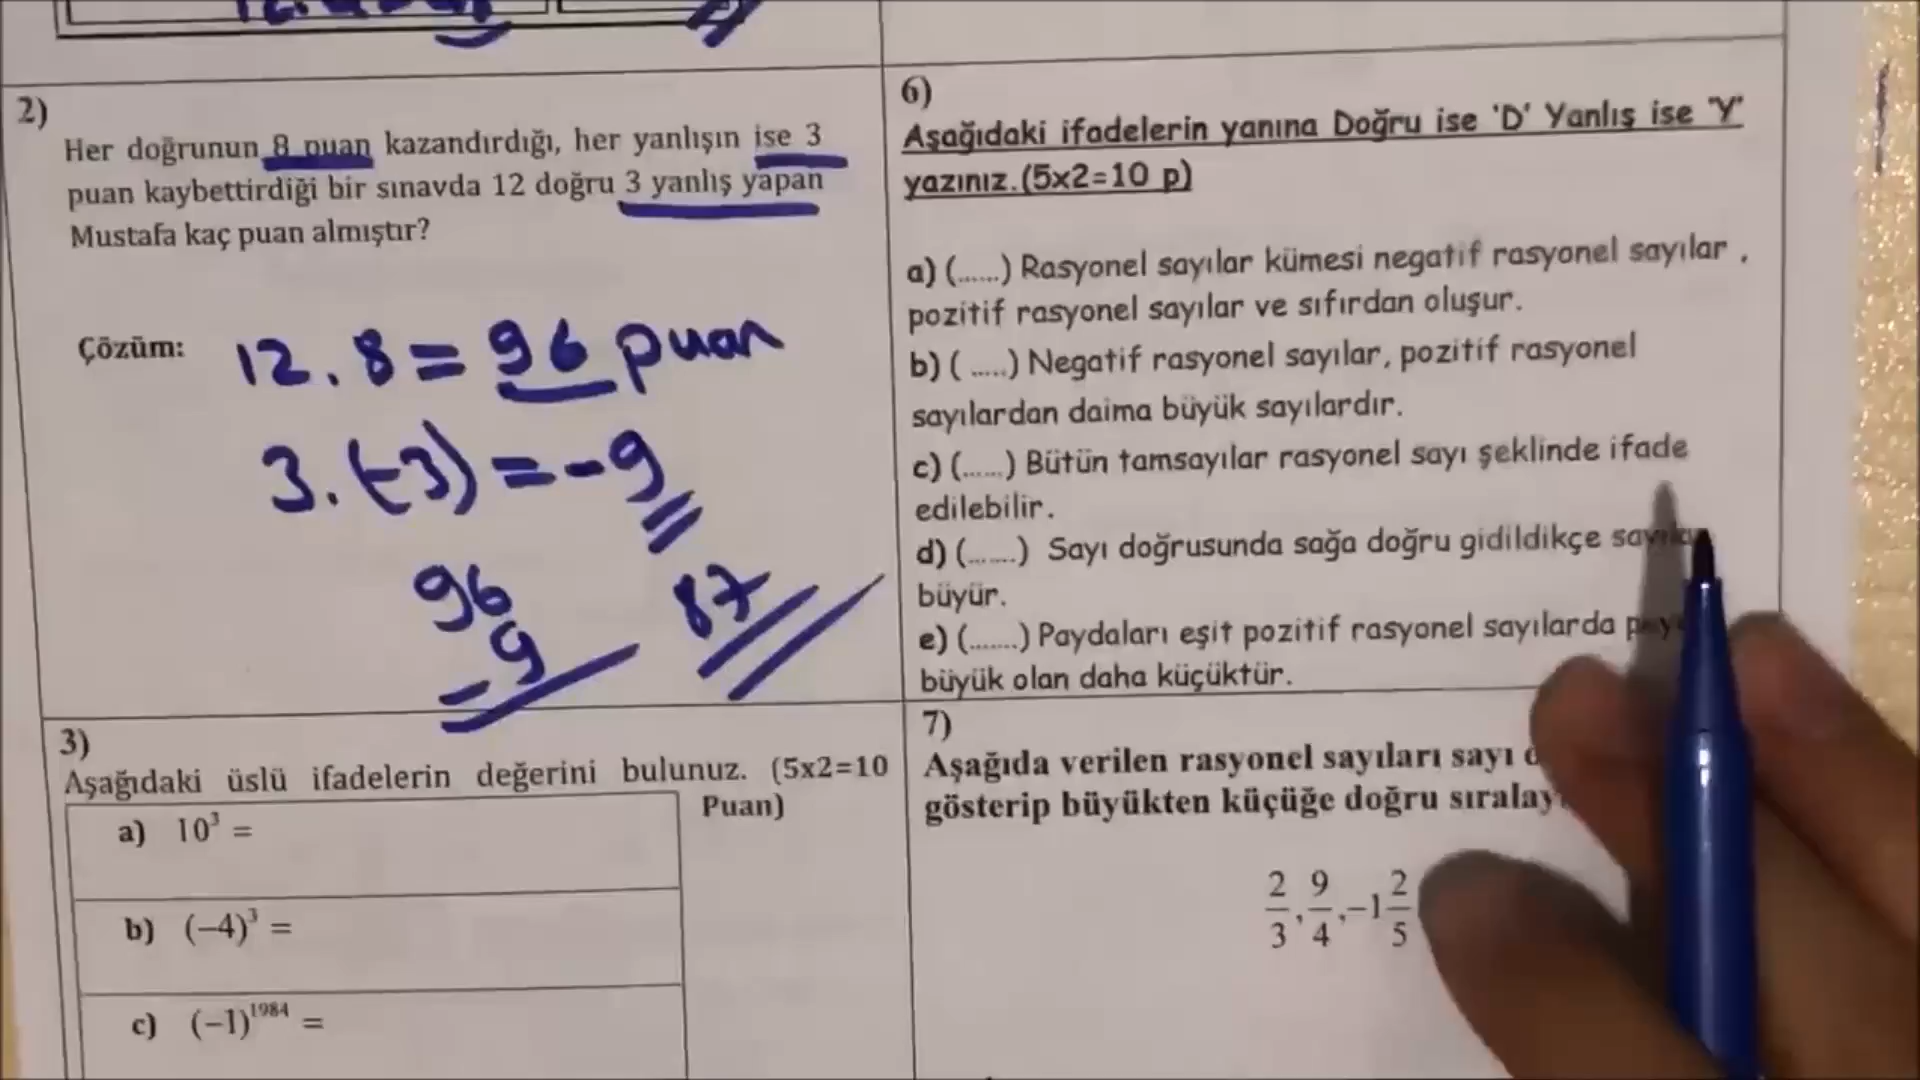 2)
Her doğrunun 8 puan kazandırdığı, her yanlışın ise 3
puan kaybettirdiği bir sınavda 12 doğru 3 yanlış yapan
Mustafa kaç puan almıştır?
Çözüm:
12.8=96 puan
3.(-3)=-9
96
-9
87
3)
Aşağıdaki üslü ifadelerin değerini bulunuz. (5x2=10
Puan)
a) 10³ =
b) (−4)³ =
c) (−1)¹⁹⁸⁴ =
6)
Aşağıdaki ifadelerin yanına Doğru ise 'D' Yanlış ise 'Y'
yazınız.(5x2=10 p)
a) (......) Rasyonel sayılar kümesi negatif rasyonel sayılar ,
pozitif rasyonel sayılar ve sıfırdan oluşur.
b) ( .....) Negatif rasyonel sayılar, pozitif rasyonel
sayılardan daima büyük sayılardır.
c) (......) Bütün tamsayılar rasyonel sayı şeklinde ifade
edilebilir.
d) (.......) Sayı doğrusunda sağa doğru gidildikçe
büyür.
e) (.......) Paydaları eşit pozitif rasyonel sayılarda
büyük olan daha küçüktür.
7)
Aşağıda verilen rasyonel sayıları sayı
gösterip büyükten küçüğe doğru
2/3, 9/4, −1 2/5